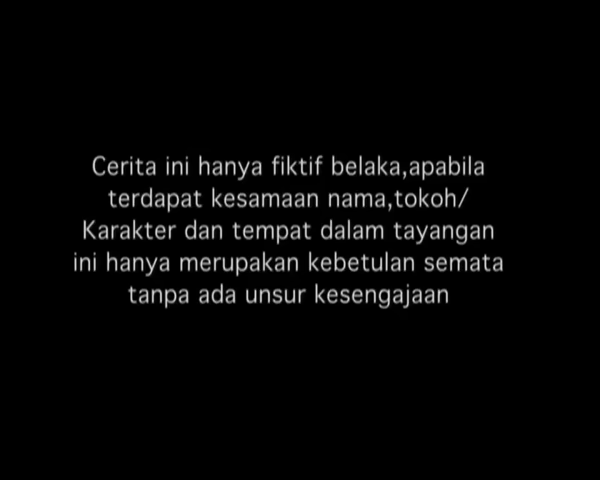 Cerita ini hanya fiktif belaka,apabila
terdapat kesamaan nama,tokoh/
Karakter dan tempat dalam tayangan
ini hanya merupakan kebetulan semata
tanpa ada unsur kesengajaan